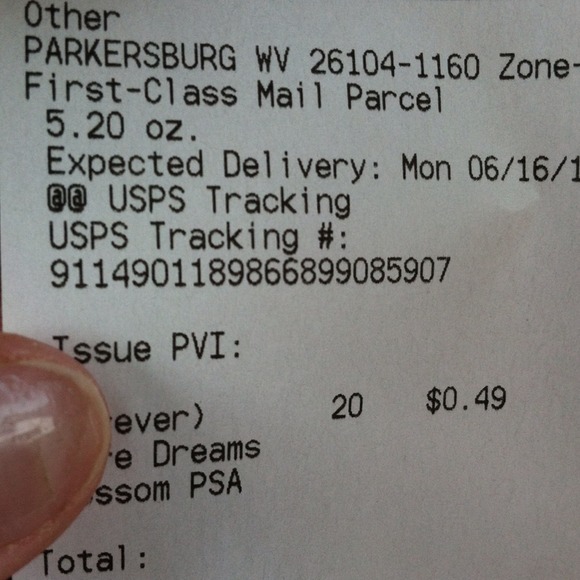 Other
PARKERSBURG WV 26104-1160 Zone-
First-Class Mail Parcel
5.20 oz.
Expected Delivery: Mon 06/16/1
@@ USPS Tracking
USPS Tracking #:
9114901189866899085907
Issue PVI:
ever) 20 $0.49
e Dreams
ssom PSA
Total: